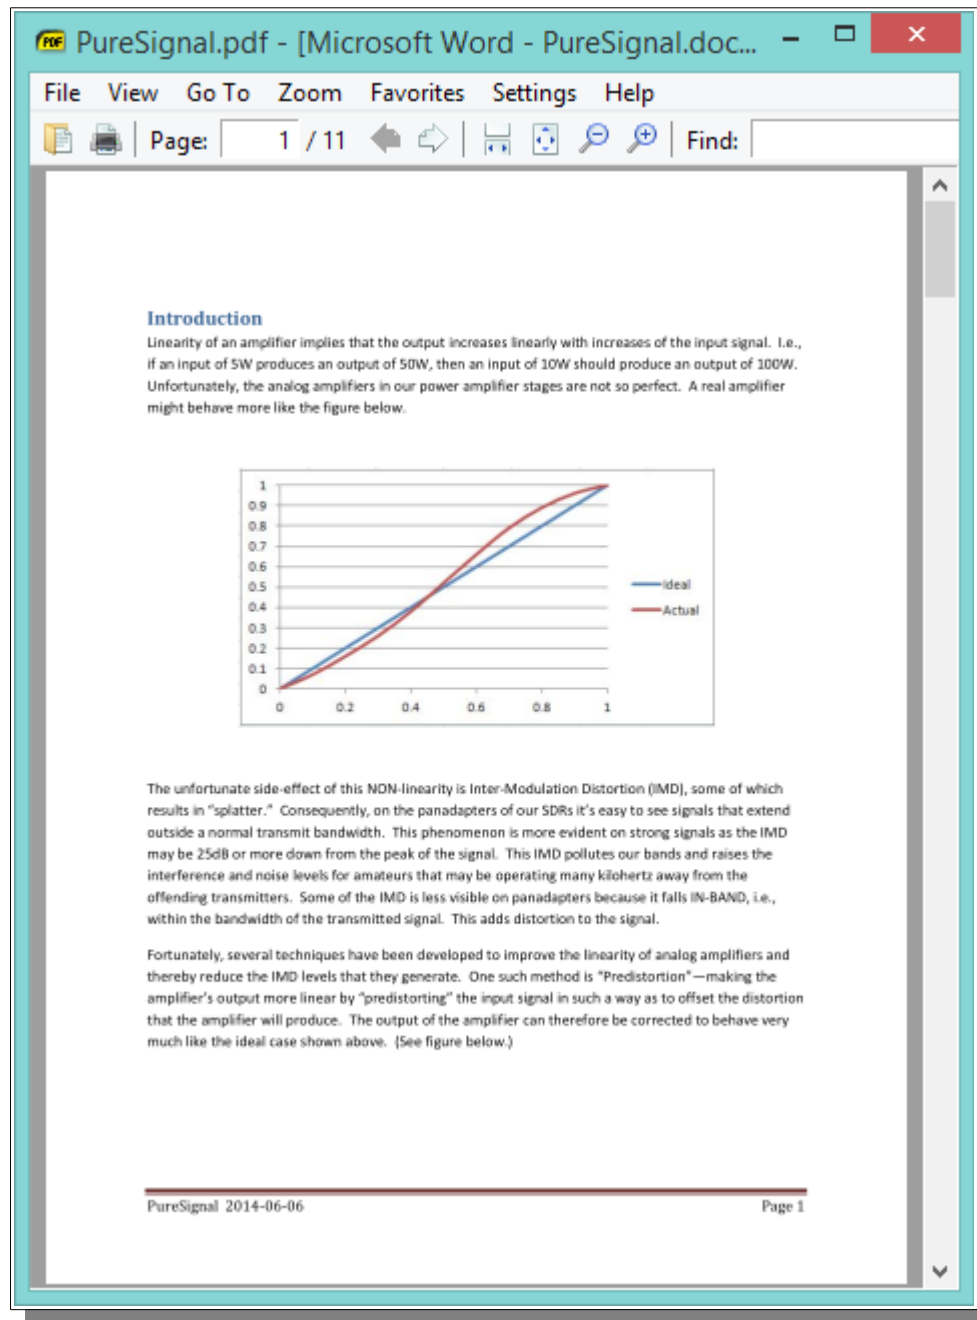 PDF PureSignal.pdf - [Microsoft Word - PureSignal.doc...
File View Go To Zoom Favorites Settings Help
Page: 1 / 11 Find:
Introduction
Linearity of an amplifier implies that the output increases linearly with increases of the input signal. I.e.,
if an input of 5W produces an output of 50W, then an input of 10W should produce an output of 100W.
Unfortunately, the analog amplifiers in our power amplifier stages are not so perfect. A real amplifier
might behave more like the figure below.
1
0.9
0.8
0.7
0.6
0.5
0.4
0.3
0.2
0.1
0
0 0.2 0.4 0.6 0.8 1
Ideal
Actual
The unfortunate side-effect of this NON-linearity is Inter-Modulation Distortion (IMD), some of which
results in "splatter." Consequently, on the panadapters of our SDRs it's easy to see signals that extend
outside a normal transmit bandwidth. This phenomenon is more evident on strong signals as the IMD
may be 25dB or more down from the peak of the signal. This IMD pollutes our bands and raises the
interference and noise levels for amateurs that may be operating many kilohertz away from the
offending transmitters. Some of the IMD is less visible on panadapters because it falls IN-BAND, i.e.,
within the bandwidth of the transmitted signal. This adds distortion to the signal.
Fortunately, several techniques have been developed to improve the linearity of analog amplifiers and
thereby reduce the IMD levels that they generate. One such method is "Predistortion"—making the
amplifier's output more linear by "predistorting" the input signal in such a way as to offset the distortion
that the amplifier will produce. The output of the amplifier can therefore be corrected to behave very
much like the ideal case shown above. (See figure below.)
PureSignal 2014-06-06 Page 1